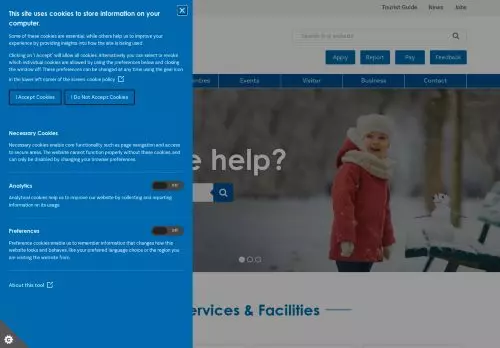 This site uses cookies to store information on your
computer.
Some of these cookies are essential, while others help us to improve your
experience by providing insights into how the site is being used.
Clicking on 'I Accept' will allow all cookies. Alternatively you can select or revoke
which individual cookies are allowed by using the preferences below and closing
the window off. These preferences can be changed at any time using the gear icon
in the lower left corner of the screen. cookie policy
I Accept Cookies
I Do Not Accept Cookies
Necessary Cookies
Necessary cookies enable core functionality such as page navigation and access
to secure areas. The website cannot function properly without these cookies, and
can only be disabled by changing your browser preferences.
Analytics
Off
Analytical cookies help us to improve our website by collecting and reporting
information on its usage.
Preferences
Off
Preference cookies enable us to remember information that changes how this
website looks and behaves, like your preferred language choice or the region you
are visiting the website from.
About this tool
Tourist Guide
News
Jobs
website
Apply
Report
Pay
Feedback
Events
Visitor
Business
Contact
help?
& Facilities